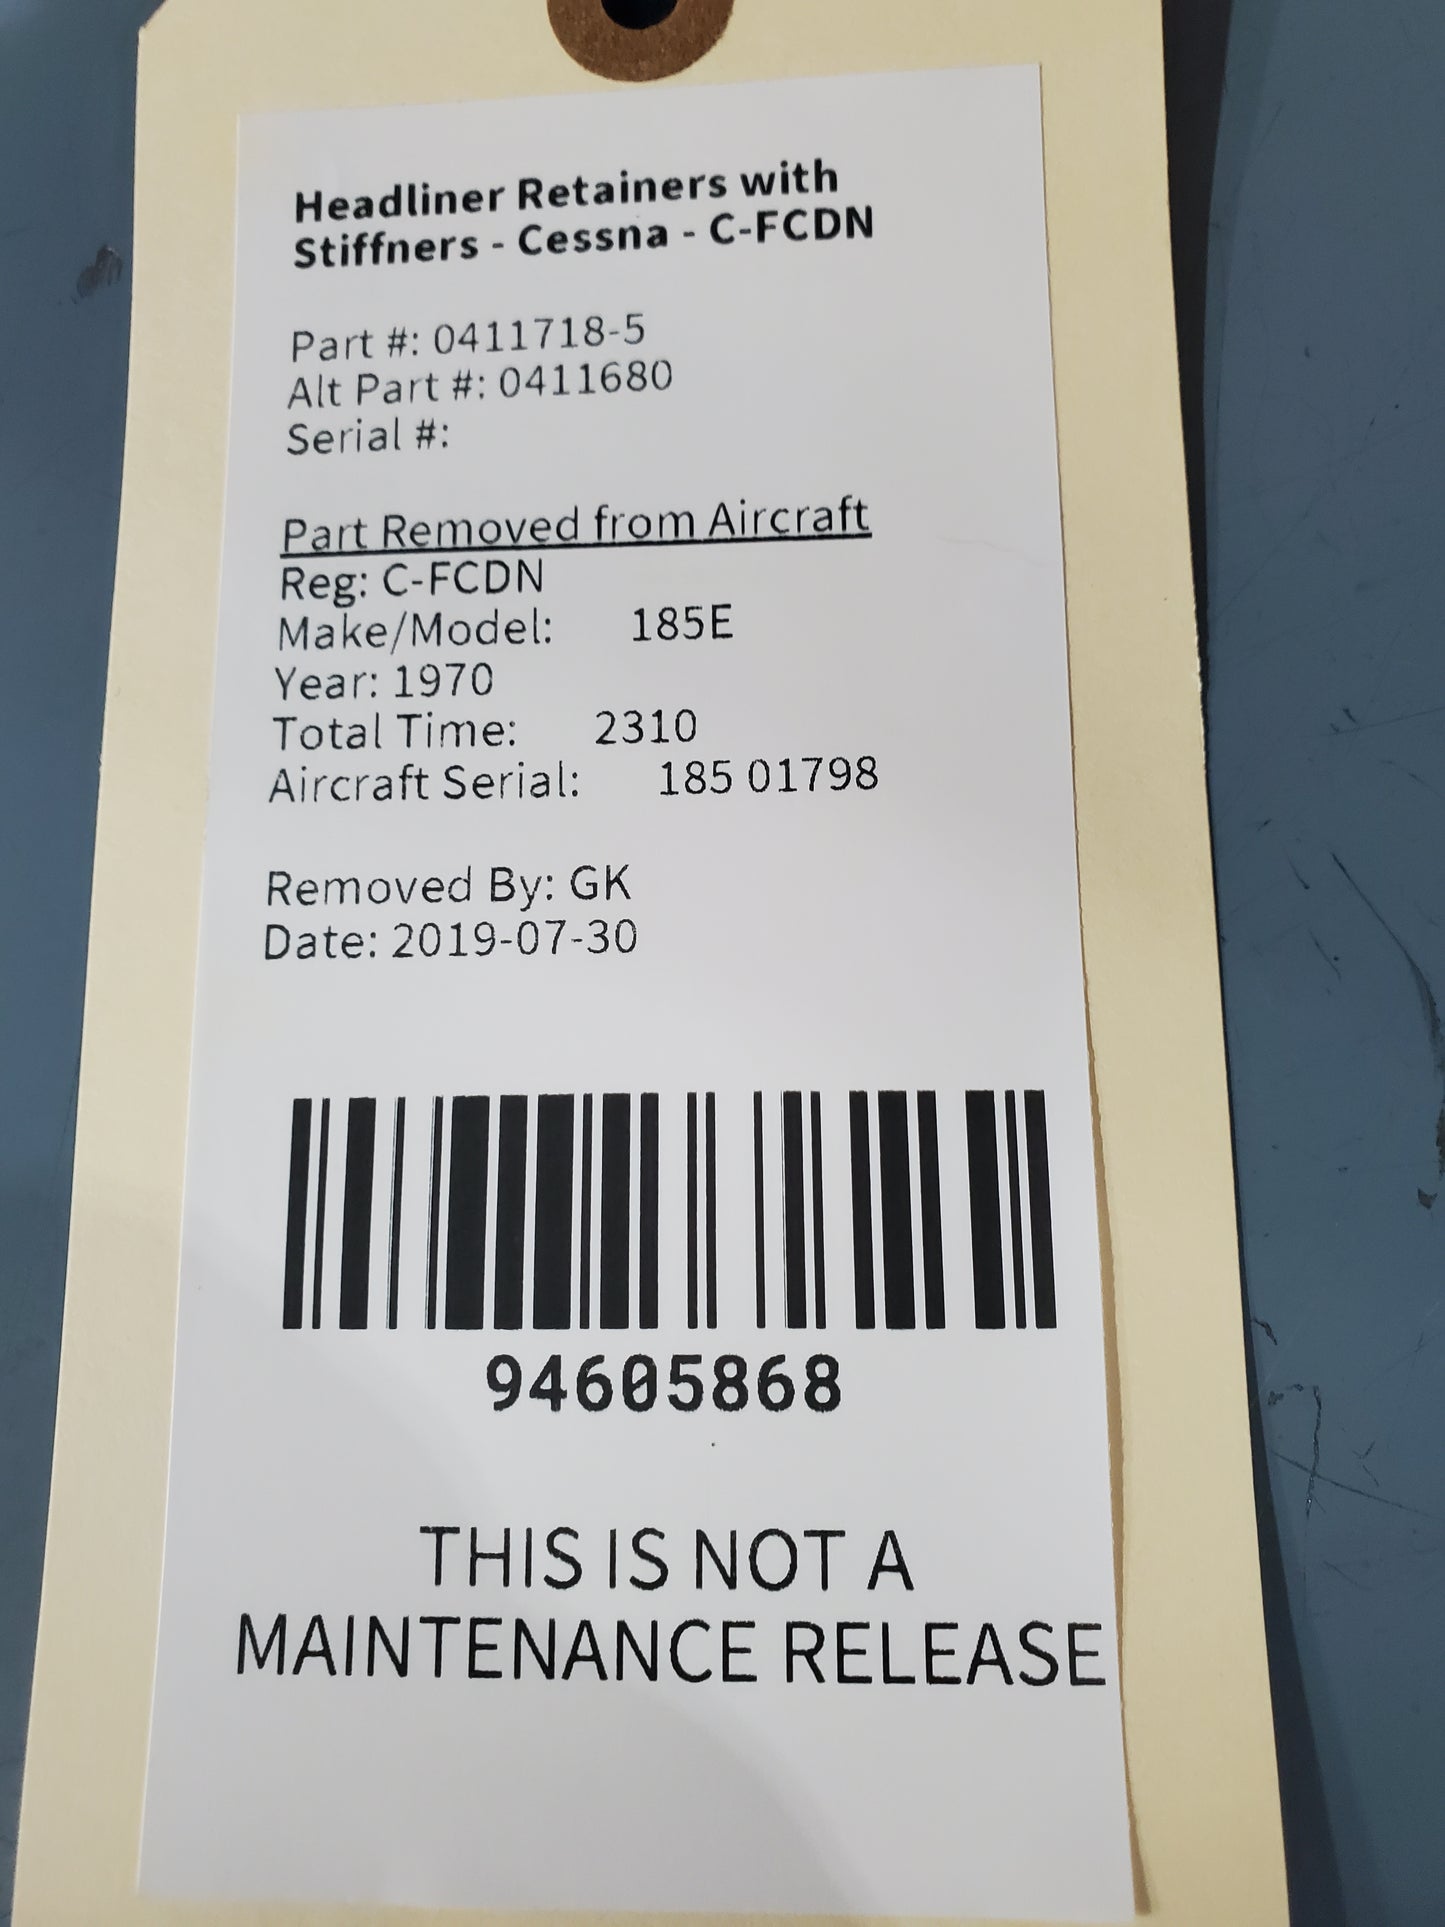 Headliner Retainers with
Stiffners - Cessna - C-FCDN
Part #: 0411718-5
Alt Part #: 0411680
Serial #:
Part Removed from Aircraft
Reg: C-FCDN
Make/Model: 185E
Year: 1970
Total Time: 2310
Aircraft Serial: 185 01798
Removed By: GK
Date: 2019-07-30
94605868
THIS IS NOT A
MAINTENANCE RELEASE